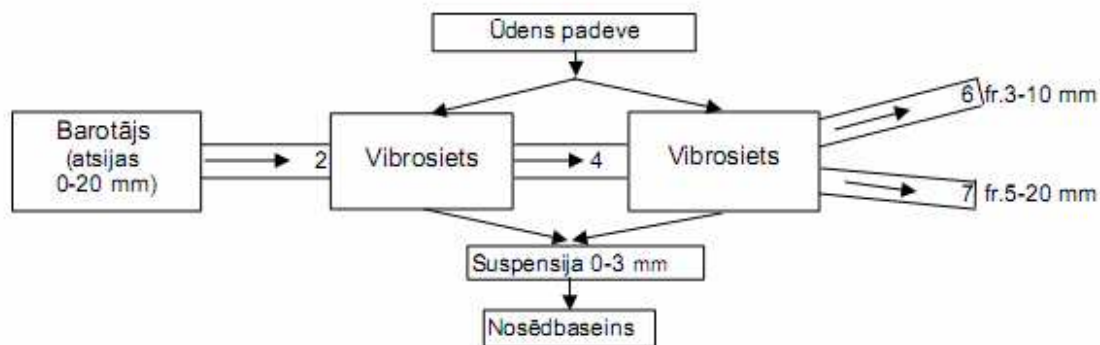 Ūdens padeve
Barotājs
(atsijas
0-20 mm)
2
Vibrosiets
4
Vibrosiets
6 fr.3-10 mm
7 fr.5-20 mm
Suspensija 0-3 mm
Nosēdbaseins